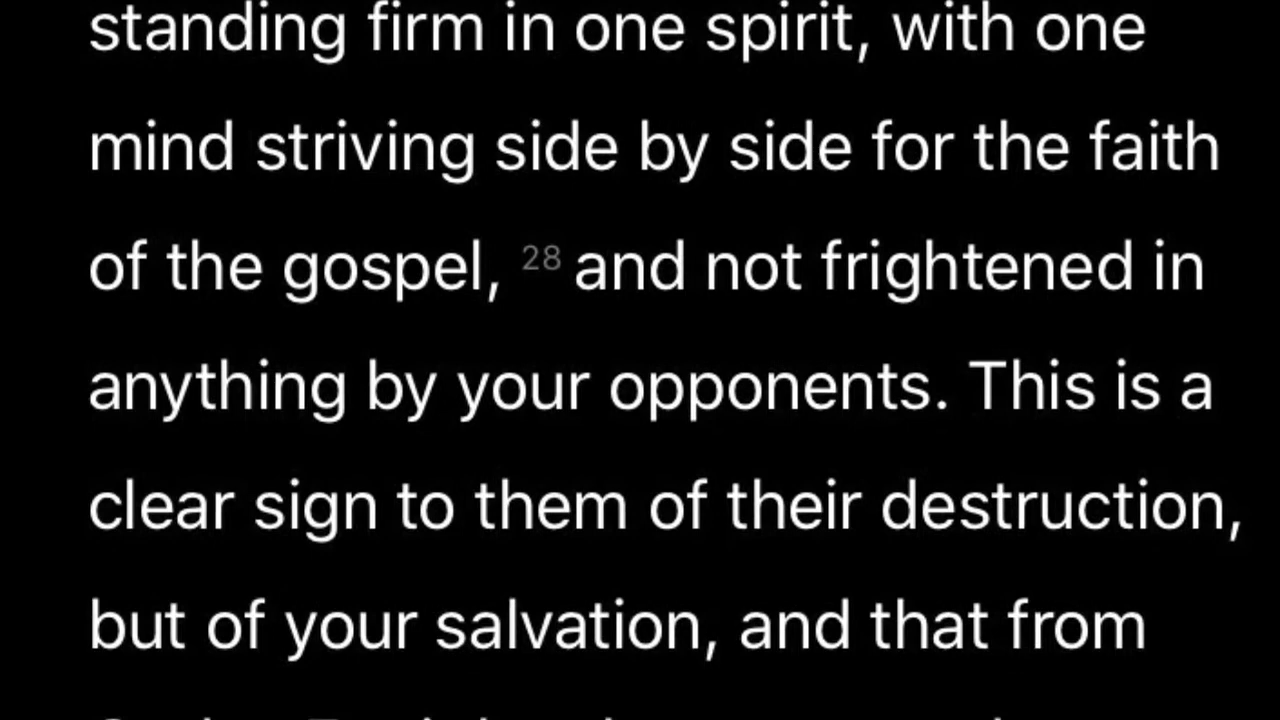 standing firm in one spirit, with one
mind striving side by side for the faith
of the gospel, 28 and not frightened in
anything by your opponents. This is a
clear sign to them of their destruction,
but of your salvation, and that from